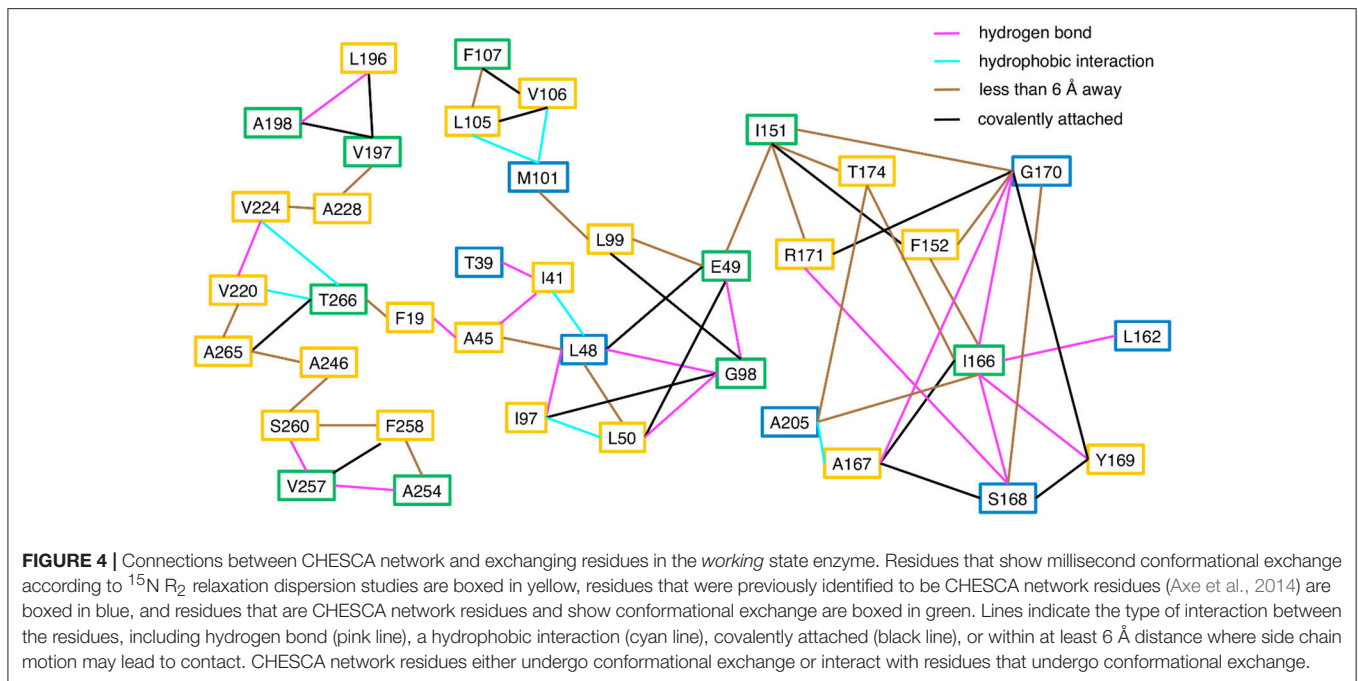 L196
F107
hydrogen bond
hydrophobic interaction
less than 6 Å away
covalently attached
V106
L105
A198
I151
V197
T174
G170
M101
V224
A228
L99
F152
R171
T39
E49
I41
V220
T266
F19
A45
L48
L162
A265
A246
G98
I166
I97
S260
F258
L50
A205
A167
Y169
V257
A254
S168
FIGURE 4 | Connections between CHESCA network and exchanging residues in the working state enzyme. Residues that show millisecond conformational exchange
according to 15N R2 relaxation dispersion studies are boxed in yellow, residues that were previously identified to be CHESCA network residues (Axe et al., 2014) are
boxed in blue, and residues that are CHESCA network residues and show conformational exchange are boxed in green. Lines indicate the type of interaction between
the residues, including hydrogen bond (pink line), a hydrophobic interaction (cyan line), covalently attached (black line), or within at least 6 Å distance where side chain
motion may lead to contact. CHESCA network residues either undergo conformational exchange or interact with residues that undergo conformational exchange.